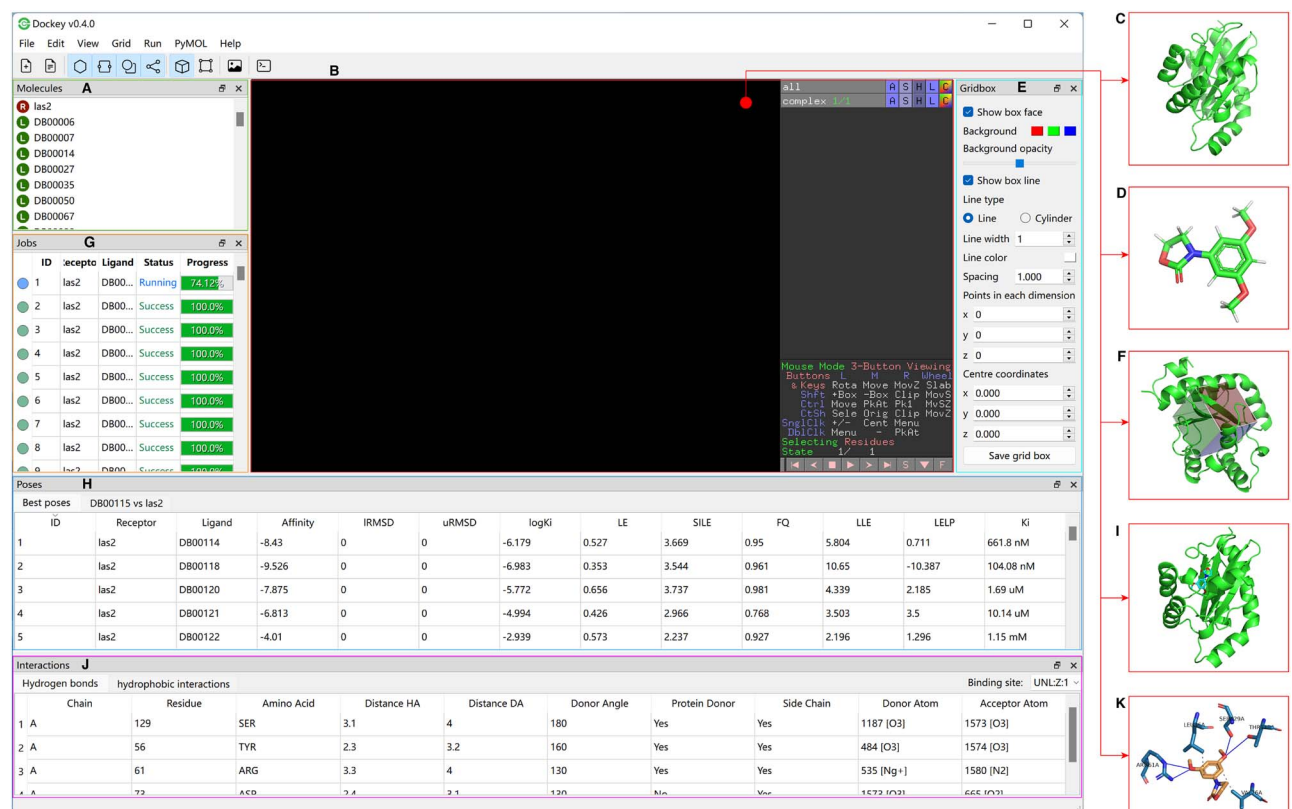 Dockey v0.4.0
File Edit View Grid Run PyMOL Help
B
Molecules A
las2
DB00006
DB00007
DB00014
DB00027
DB00035
DB00050
DB00067
Jobs G
ID Receptor Ligand Status Progress
1 las2 DB00... Running 74.12%
2 las2 DB00... Success 100.0%
3 las2 DB00... Success 100.0%
4 las2 DB00... Success 100.0%
5 las2 DB00... Success 100.0%
6 las2 DB00... Success 100.0%
7 las2 DB00... Success 100.0%
8 las2 DB00... Success 100.0%
all A S H L C
complex 1/1 A S H L C
Mouse Mode 3-Button Viewing
Buttons L M R Wheel
& Keys Rota Move MovZ Slab
Shft +Box -Box Clip MovS
Ctrl Move PkAt Pk1 MvSZ
CtSh Sele Orig Clip MovZ
SnglClk +/- Cent Menu
DblClk Menu - PkAt
Selecting Residues
State 1/ 1
S F
Gridbox E
Show box face
Background
Background opacity
Show box line
Line type
Line Cylinder
Line width 1
Line color
Spacing 1.000
Points in each dimension
x 0
y 0
z 0
Centre coordinates
x 0.000
y 0.000
z 0.000
Save grid box
Poses H
Best poses DB00115 vs las2
ID Receptor Ligand Affinity lRMSD uRMSD logKi LE SILE FQ LLE LELP Ki
1 las2 DB00114 -8.43 0 0 -6.179 0.527 3.669 0.95 5.804 0.711 661.8 nM
2 las2 DB00118 -9.526 0 0 -6.983 0.353 3.544 0.961 10.65 -10.387 104.08 nM
3 las2 DB00120 -7.875 0 0 -5.772 0.656 3.737 0.981 4.339 2.185 1.69 uM
4 las2 DB00121 -6.813 0 0 -4.994 0.426 2.966 0.768 3.503 3.5 10.14 uM
5 las2 DB00122 -4.01 0 0 -2.939 0.573 2.237 0.927 2.196 1.296 1.15 mM
Interactions J
Hydrogen bonds hydrophobic interactions Binding site: UNL:Z:1
Chain Residue Amino Acid Distance HA Distance DA Donor Angle Protein Donor Side Chain Donor Atom Acceptor Atom
1 A 129 SER 3.1 4 180 Yes Yes 1187 [O3] 1573 [O3]
2 A 56 TYR 2.3 3.2 160 Yes Yes 484 [O3] 1574 [O3]
3 A 61 ARG 3.3 4 130 Yes Yes 535 [Ng+] 1580 [N2]
C
D
F
I
K